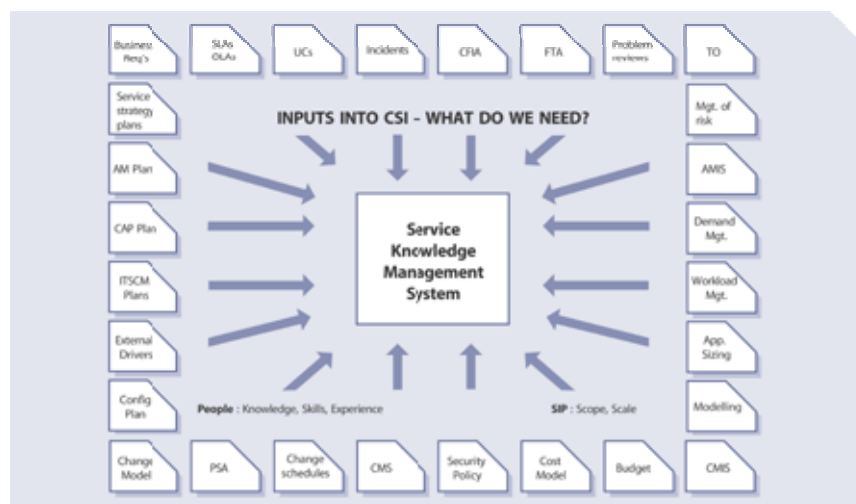 Business
Req's
SLAs
OLAs
UCs
Incidents
CFIA
FTA
Problem
reviews
TO
Service
strategy
plans
INPUTS INTO CSI – WHAT DO WE NEED?
Mgt. of
risk
AM Plan
AMIS
CAP Plan
Service
Knowledge
Management
System
Demand
Mgt.
ITSCM
Plans
Workload
Mgt.
External
Drivers
App.
Sizing
Config
Plan
People : Knowledge, Skills, Experience
SIP : Scope, Scale
Modelling
Change
Model
PSA
Change
schedules
CMS
Security
Policy
Cost
Model
Budget
CMIS